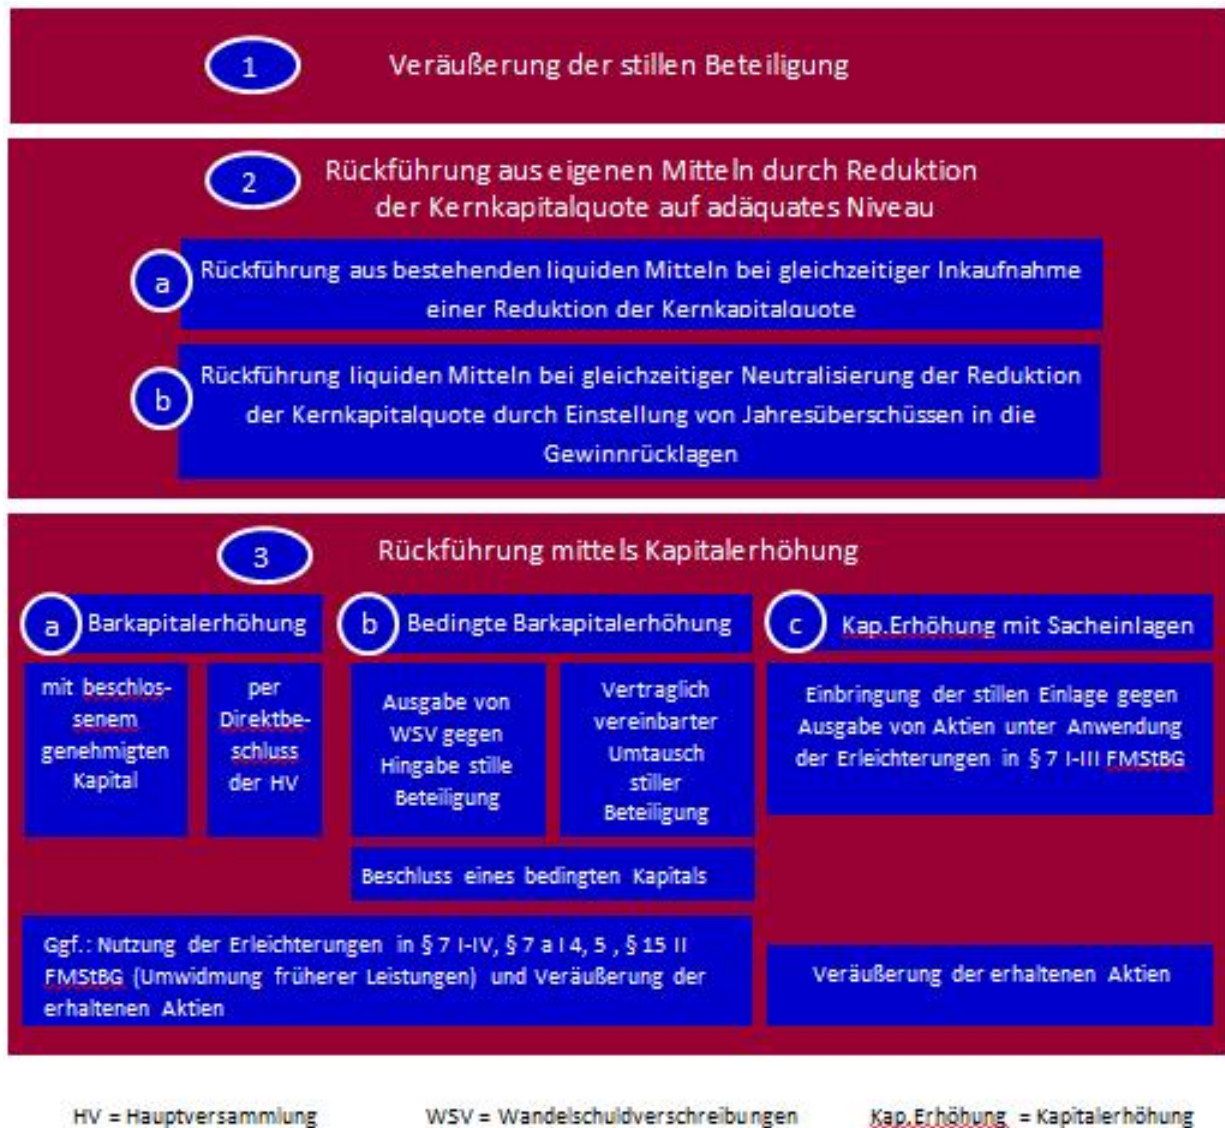 1
Veräußerung der stillen Beteiligung
2
Rückführung aus eigenen Mitteln durch Reduktion
der Kernkapitalquote auf adäquates Niveau
a
Rückführung aus bestehenden liquiden Mitteln bei gleichzeitiger Inkaufnahme
einer Reduktion der Kernkapitalquote
b
Rückführung liquiden Mitteln bei gleichzeitiger Neutralisierung der Reduktion
der Kernkapitalquote durch Einstellung von Jahresüberschüssen in die
Gewinnrücklagen
3
Rückführung mittels Kapitalerhöhung
a
Barkapitalerhöhung
mit beschlos-
senem
genehmigten
Kapital
per
Direktbe-
schluss
der HV
b
Bedingte Barkapitalerhöhung
Ausgabe von
WSV gegen
Hingabe stille
Beteiligung
Vertraglich
vereinbarter
Umtausch
stiller
Beteiligung
Beschluss eines bedingten Kapitals
Ggf.: Nutzung der Erleichterungen in § 7 I-IV, § 7 a I 4, 5 , § 15 II
FMStBG (Umwidmung früherer Leistungen) und Veräußerung der
erhaltenen Aktien
c
Kap.Erhöhung mit Sacheinlagen
Einbringung der stillen Einlage gegen
Ausgabe von Aktien unter Anwendung
der Erleichterungen in § 7 I-III FMStBG
Veräußerung der erhaltenen Aktien
HV = Hauptversammlung
WSV = Wandelschuldverschreibungen
Kap.Erhöhung = Kapitalerhöhung